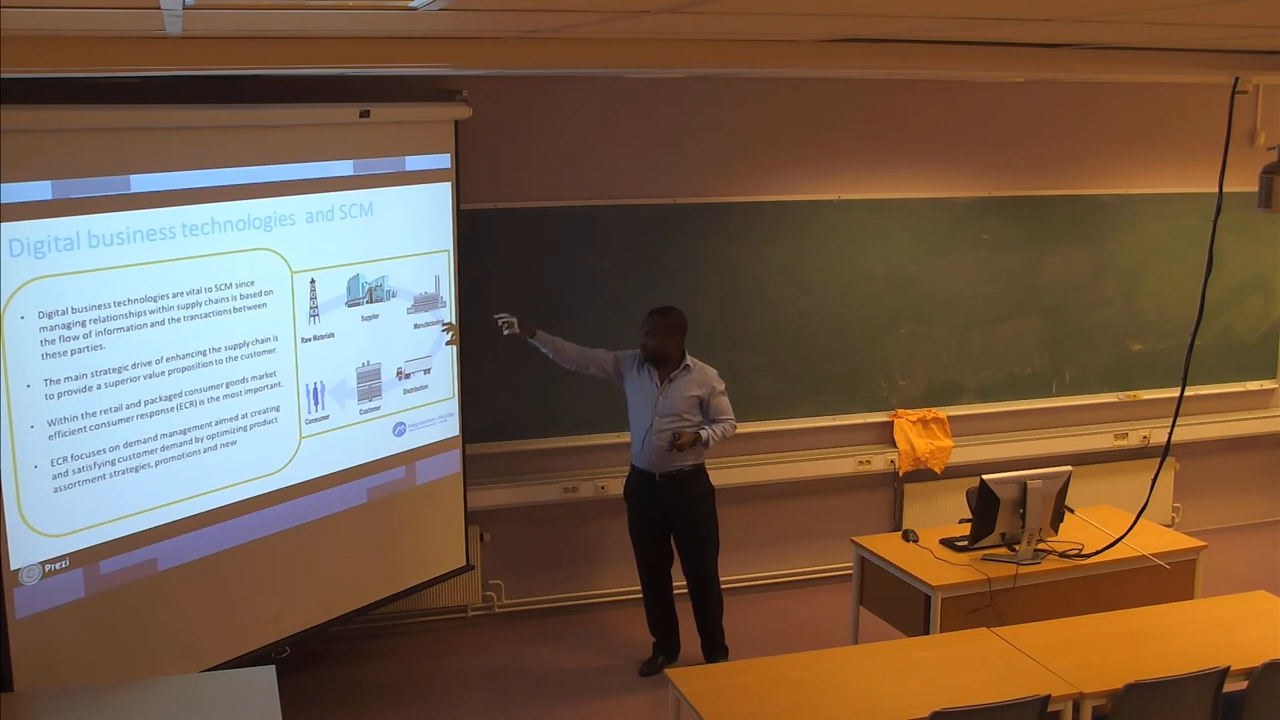 Digital business technologies and SCM
Digital business technologies are vital to SCM since
managing relationships within supply chains is based on
the flow of information and the transactions between
these parties.
The main strategic drive of enhancing the supply chain is
to provide a superior value proposition to the customer.
Within the retail and packaged consumer goods market
efficient consumer response (ECR) is the most important.
ECR focuses on demand management aimed at creating
and satisfying customer demand by optimizing product
assortment strategies, promotions and new
Raw Materials
Supplier
Manufacturing
Consumer
Customer
Distribution
Prezi